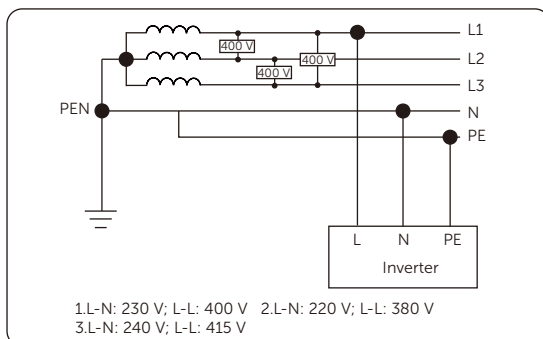 L1
400 V
L2
400 V
400 V
L3
PEN
N
PE
L N PE
Inverter
1.L-N: 230 V; L-L: 400 V 2.L-N: 220 V; L-L: 380 V
3.L-N: 240 V; L-L: 415 V